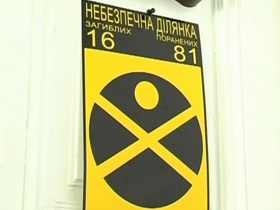 НЕБЕЗПЕЧНА ДІЛЯНКА
ЗАГИБЛИХ ПОРАНЕНИХ
16 81